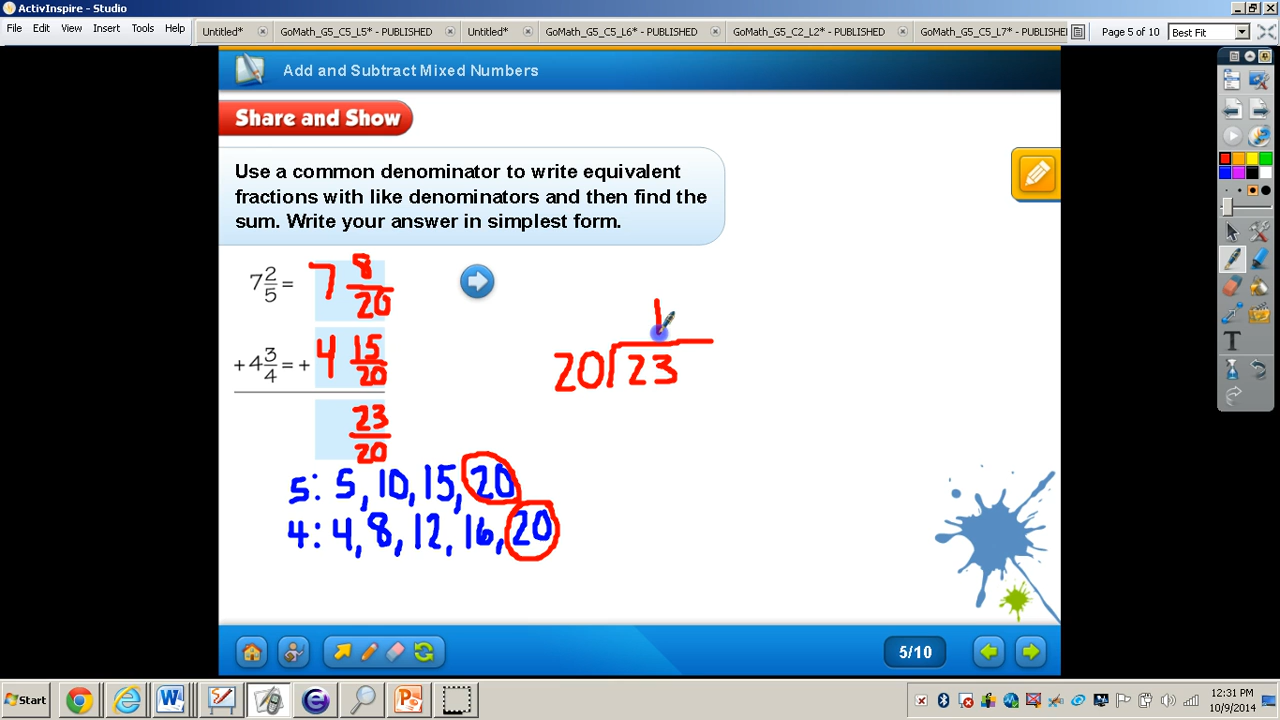 ActivInspire - Studio
File Edit View Insert Tools Help
Untitled* GoMath_G5_C5_L5* - PUBLISHED Untitled* GoMath_G5_C5_L6* - PUBLISHED GoMath_G5_C2_L2* - PUBLISHED GoMath_G5_C5_L7* - PUBLISHED Page 5 of 10 Best Fit
Add and Subtract Mixed Numbers
Share and Show
Use a common denominator to write equivalent
fractions with like denominators and then find the
sum. Write your answer in simplest form.
7 2/5 = 7 8/20
+ 4 3/4 = + 4 15/20
23/20
1
20 23
5: 5, 10, 15, 20
4: 4, 8, 12, 16, 20
5/10
T
Start
12:31 PM
10/9/2014